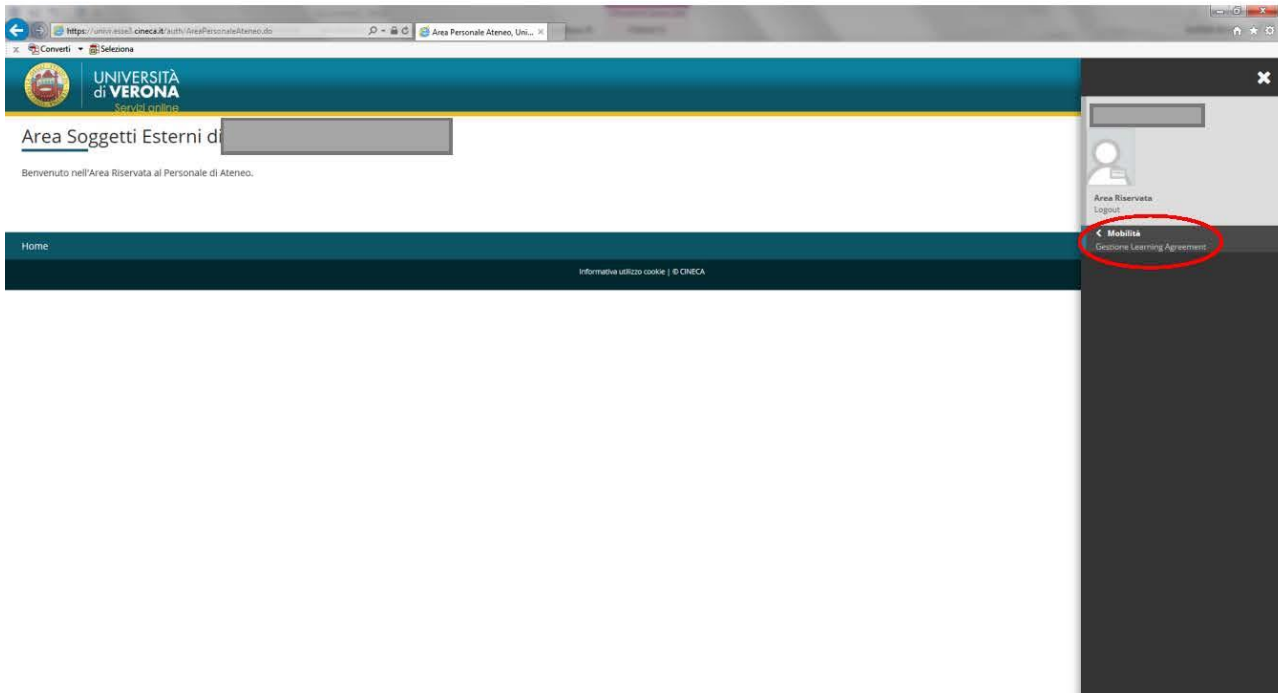 https://univr.esse3.cineca.it/auth/AreaPersonaleAteneo.do
Area Personale Ateneo, Uni...
x Converti Seleziona
UNIVERSITÀ
di VERONA
Servizi online
Area Soggetti Esterni di
Benvenuto nell'Area Riservata al Personale di Ateneo.
Area Riservata
Logout
Mobilità
Gestione Learning Agreement
Home
Informativa utilizzo cookie | © CINECA